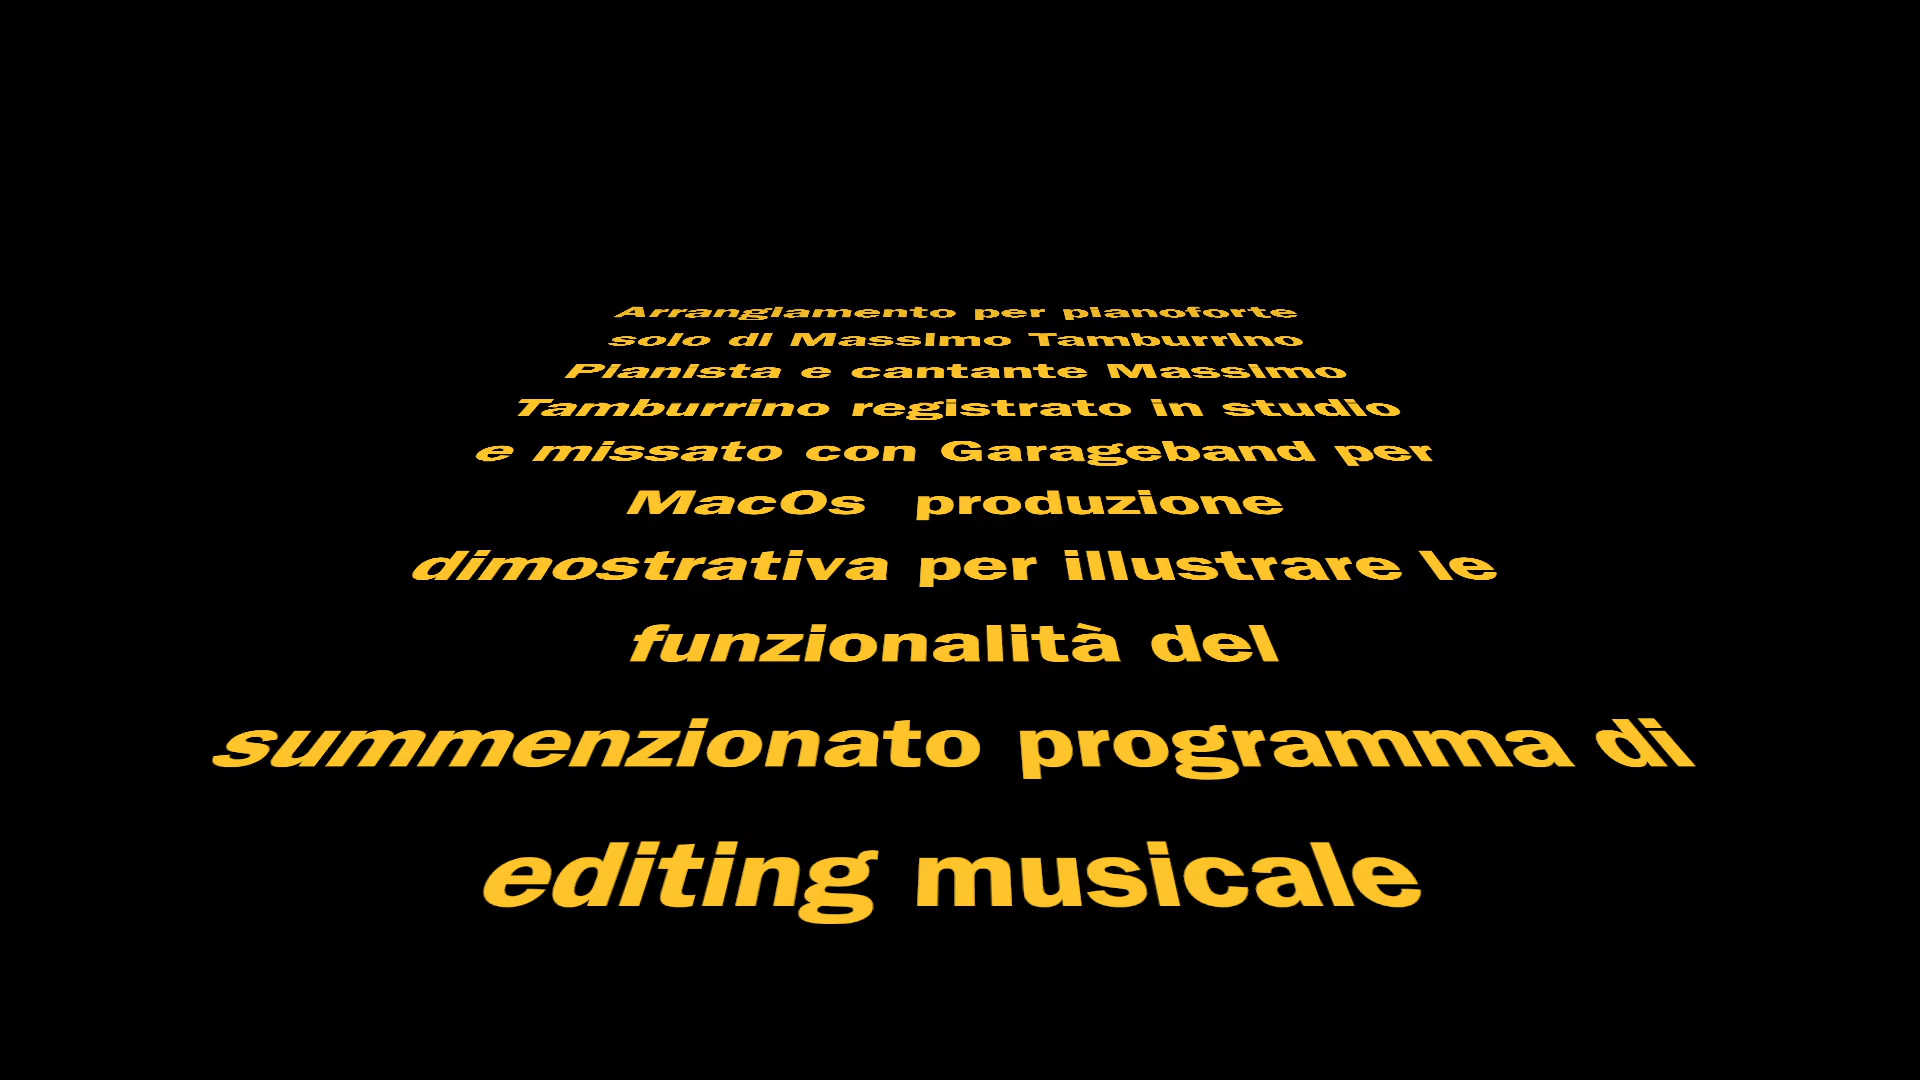 Arrangiamento per pianoforte
solo di Massimo Tamburrino
Pianista e cantante Massimo
Tamburrino registrato in studio
e missato con Garageband per
MacOs produzione
dimostrativa per illustrare le
funzionalità del
summenzionato programma di
editing musicale